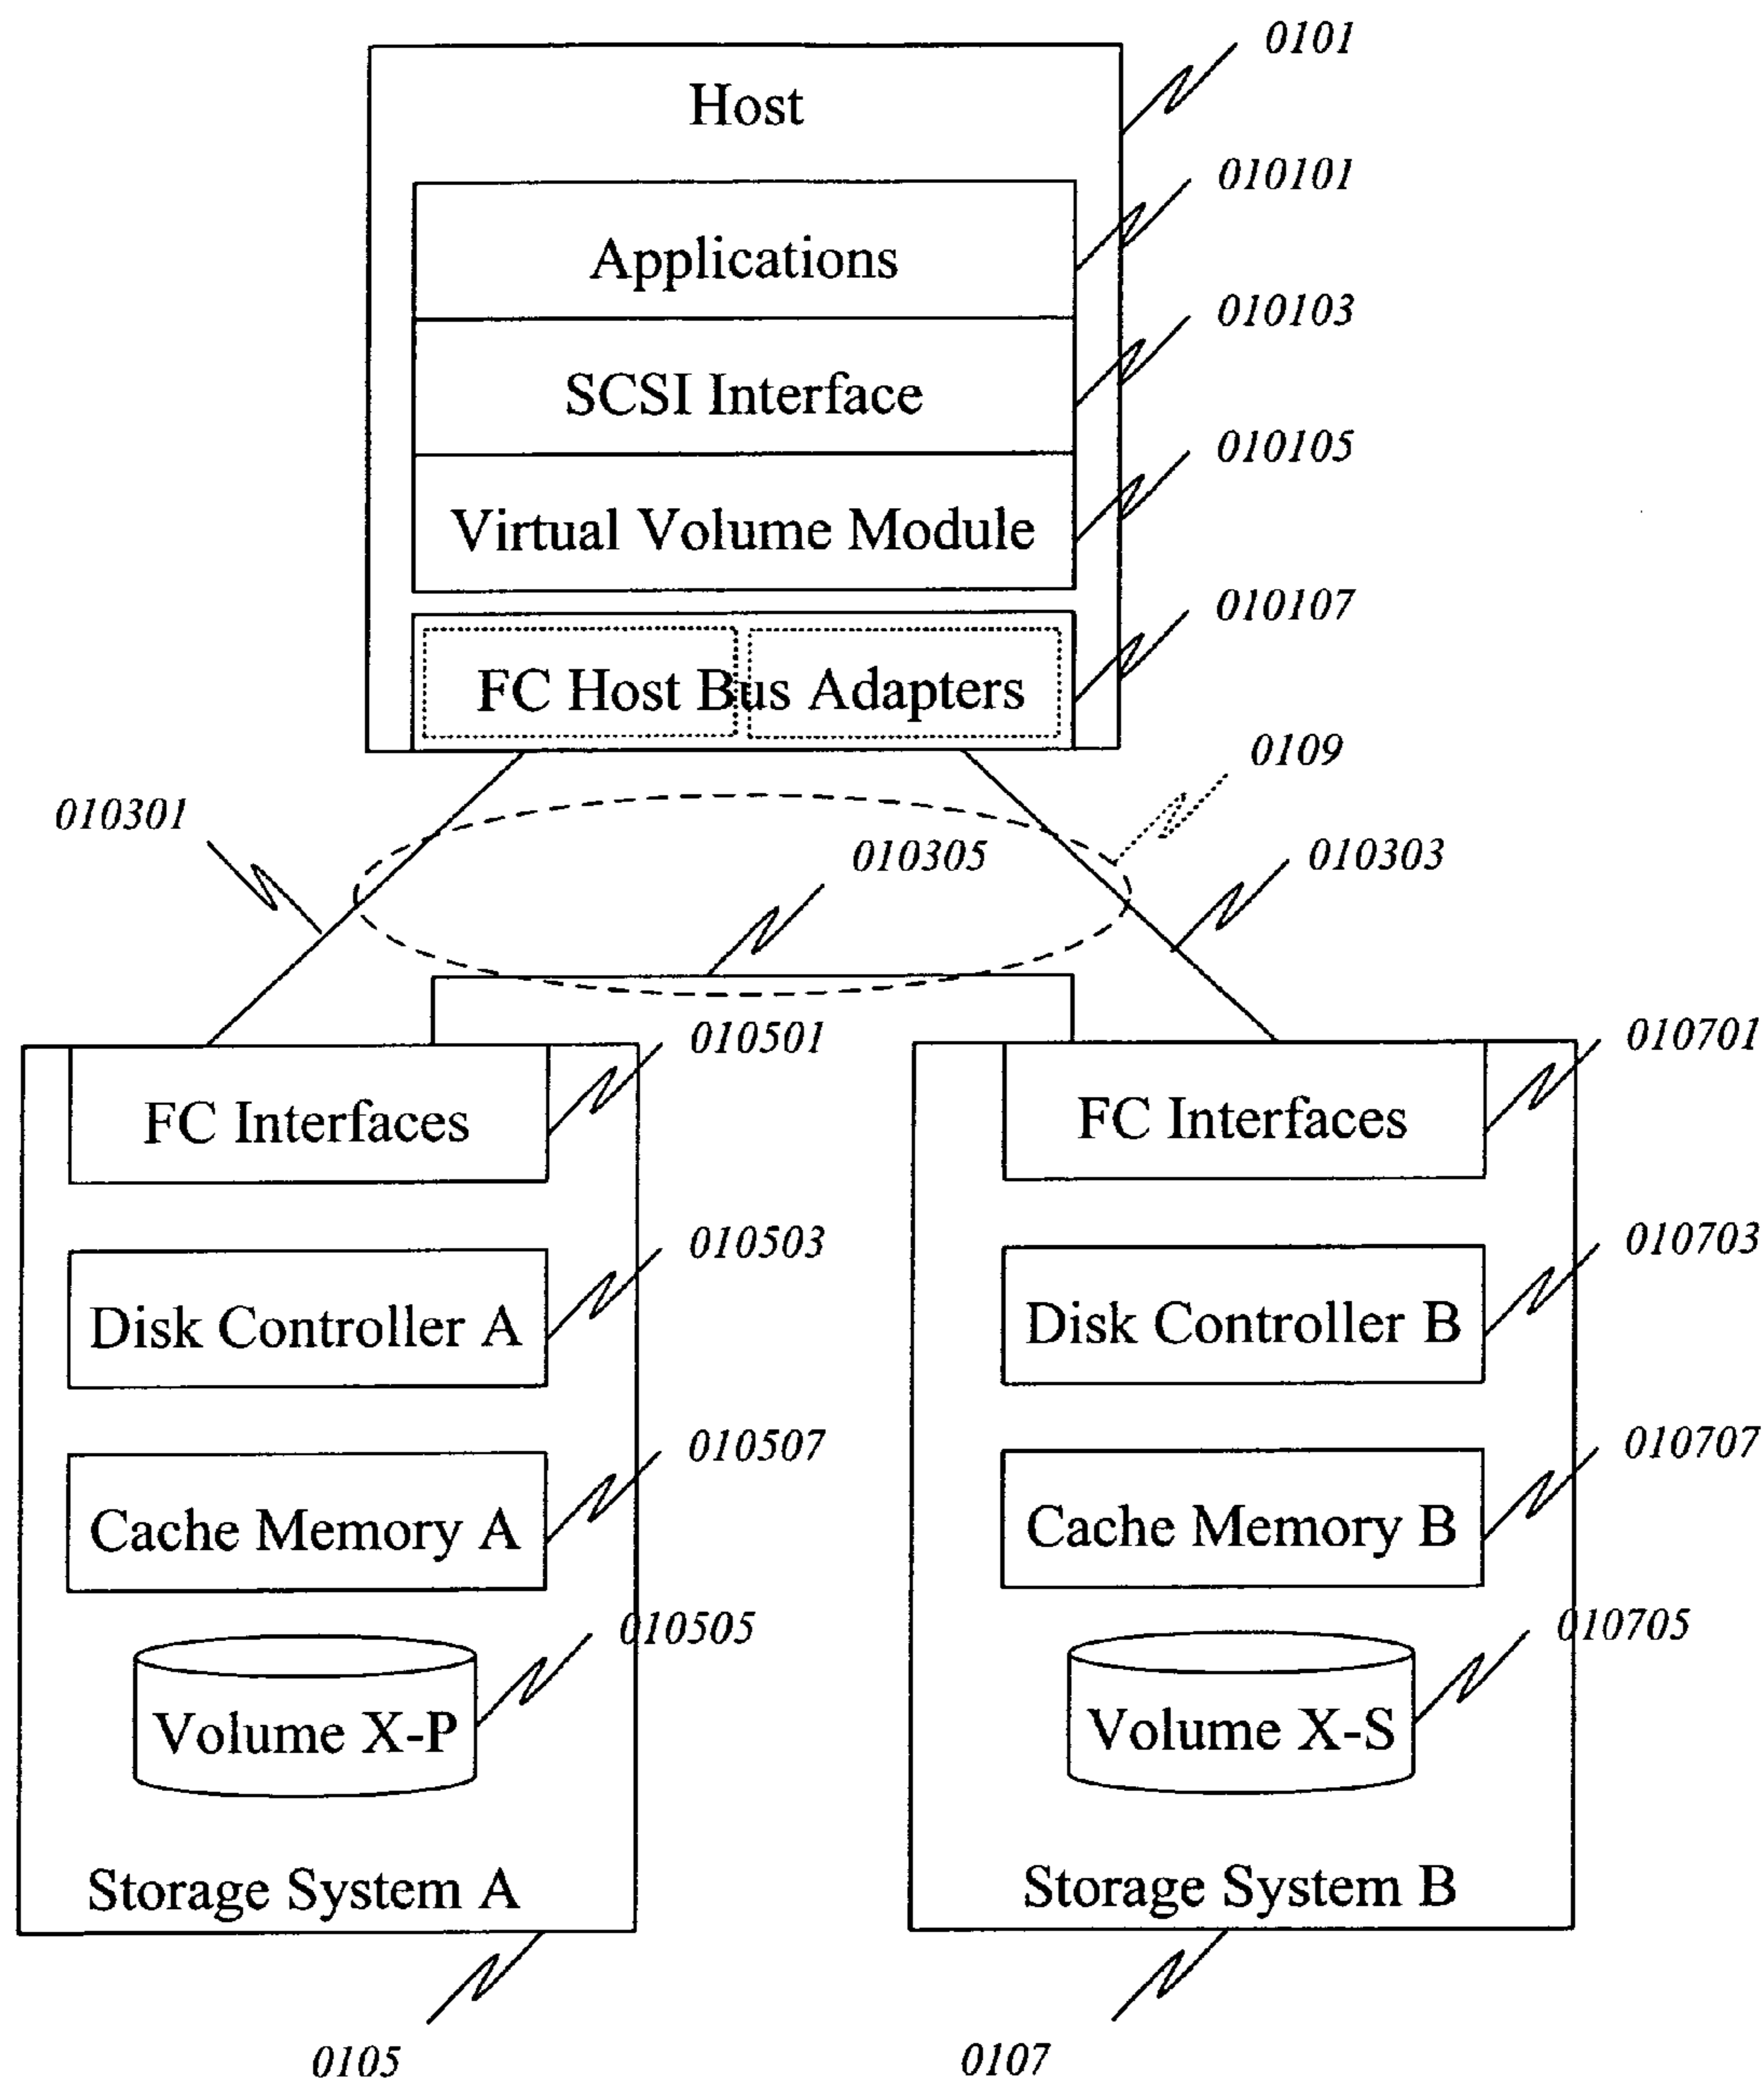 0101
Host
010101
Applications
010103
SCSI Interface
010105
Virtual Volume Module
010107
FC Host Bus Adapters
0109
010301
010305
010303
010501
010701
FC Interfaces
FC Interfaces
010503
010703
Disk Controller A
Disk Controller B
010507
010707
Cache Memory A
Cache Memory B
010505
010705
Volume X-P
Volume X-S
Storage System A
Storage System B
0105
0107